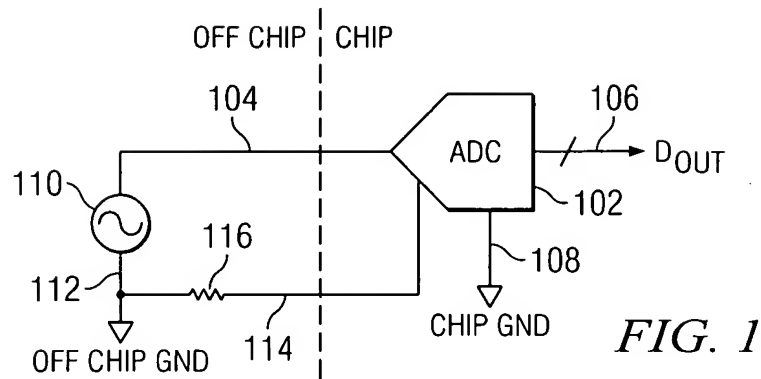 OFF CHIP CHIP
104
106
ADC
D_OUT
110
102
116
108
112
114
OFF CHIP GND
CHIP GND
FIG. 1